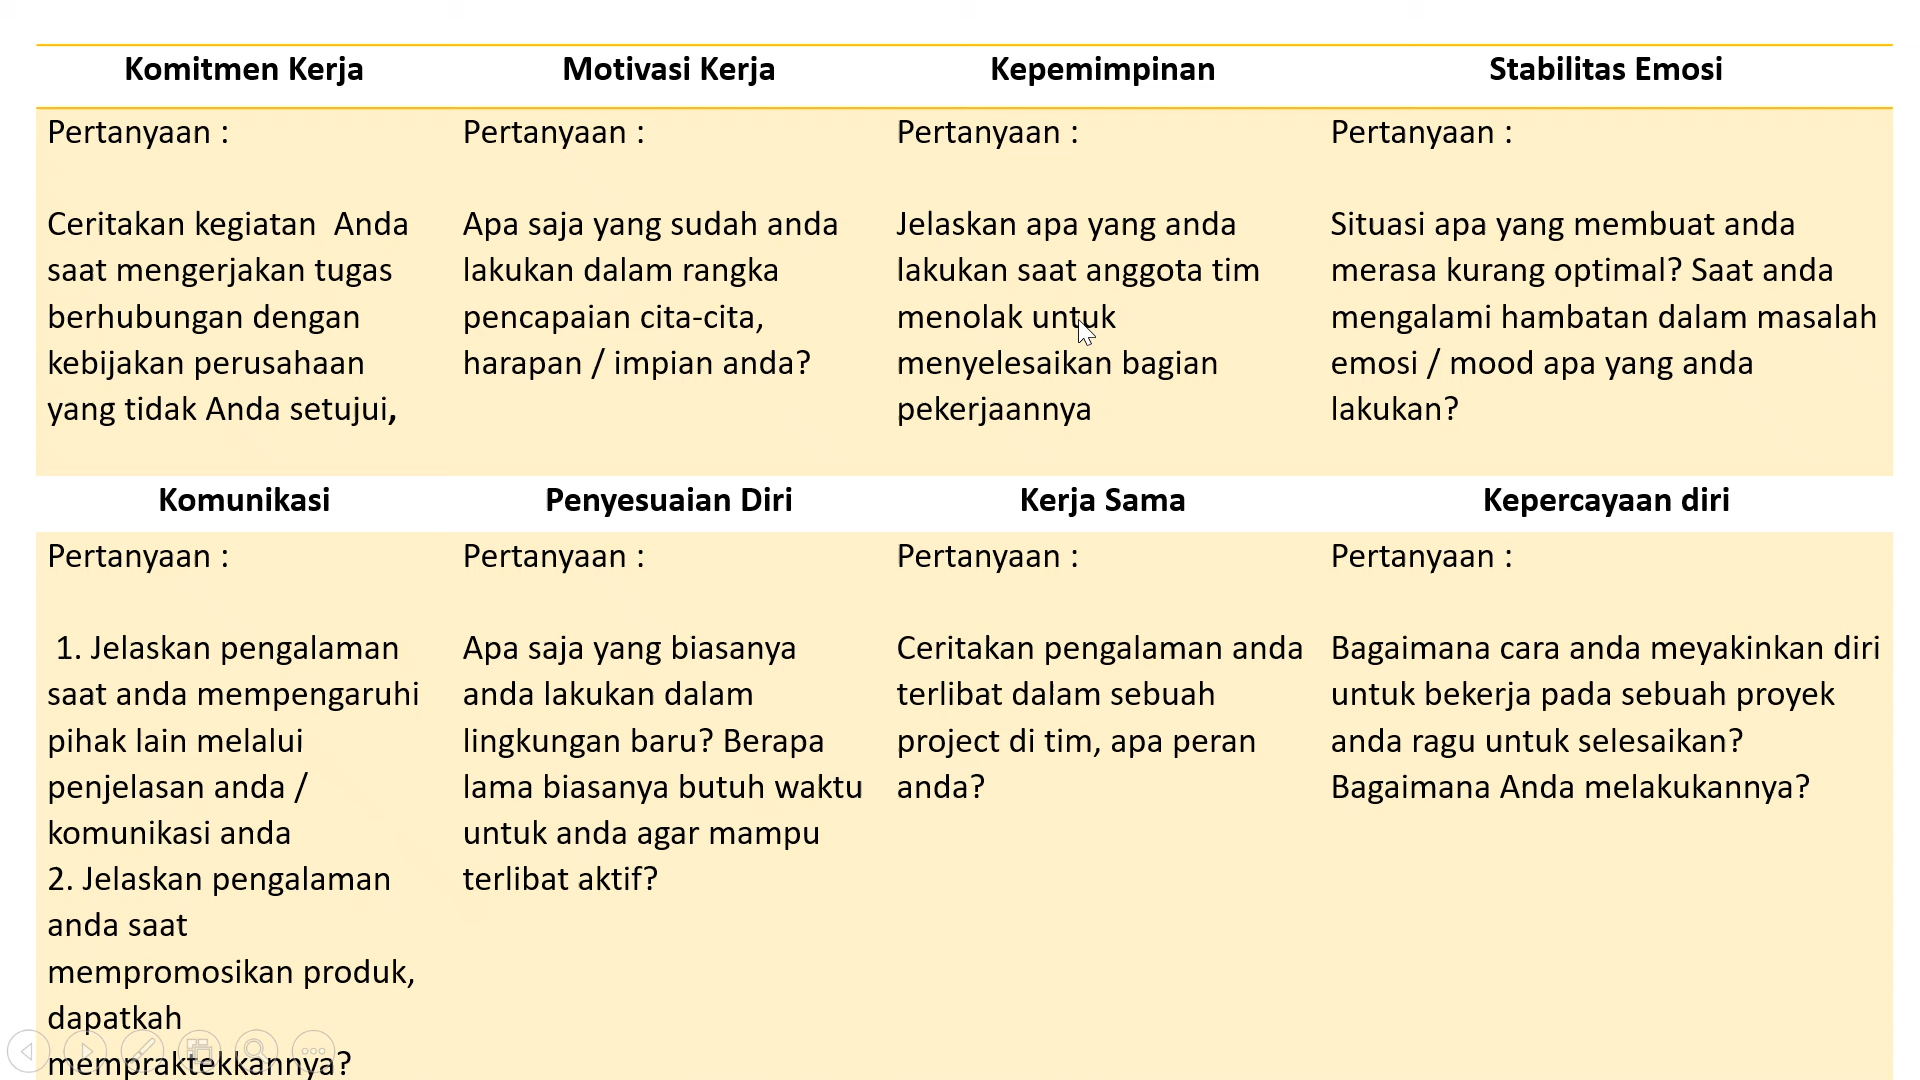 Komitmen Kerja
Motivasi Kerja
Kepemimpinan
Stabilitas Emosi
Pertanyaan :
Ceritakan kegiatan  Anda
saat mengerjakan tugas
berhubungan dengan
kebijakan perusahaan
yang tidak Anda setujui,
Pertanyaan :
Apa saja yang sudah anda
lakukan dalam rangka
pencapaian cita-cita,
harapan / impian anda?
Pertanyaan :
Jelaskan apa yang anda
lakukan saat anggota tim
menolak untuk
menyelesaikan bagian
pekerjaannya
Pertanyaan :
Situasi apa yang membuat anda
merasa kurang optimal? Saat anda
mengalami hambatan dalam masalah
emosi / mood apa yang anda
lakukan?
Komunikasi
Penyesuaian Diri
Kerja Sama
Kepercayaan diri
Pertanyaan :
1. Jelaskan pengalaman
saat anda mempengaruhi
pihak lain melalui
penjelasan anda /
komunikasi anda
2. Jelaskan pengalaman
anda saat
mempromosikan produk,
dapatkah
mempraktekkannya?
Pertanyaan :
Apa saja yang biasanya
anda lakukan dalam
lingkungan baru? Berapa
lama biasanya butuh waktu
untuk anda agar mampu
terlibat aktif?
Pertanyaan :
Ceritakan pengalaman anda
terlibat dalam sebuah
project di tim, apa peran
anda?
Pertanyaan :
Bagaimana cara anda meyakinkan diri
untuk bekerja pada sebuah proyek
anda ragu untuk selesaikan?
Bagaimana Anda melakukannya?